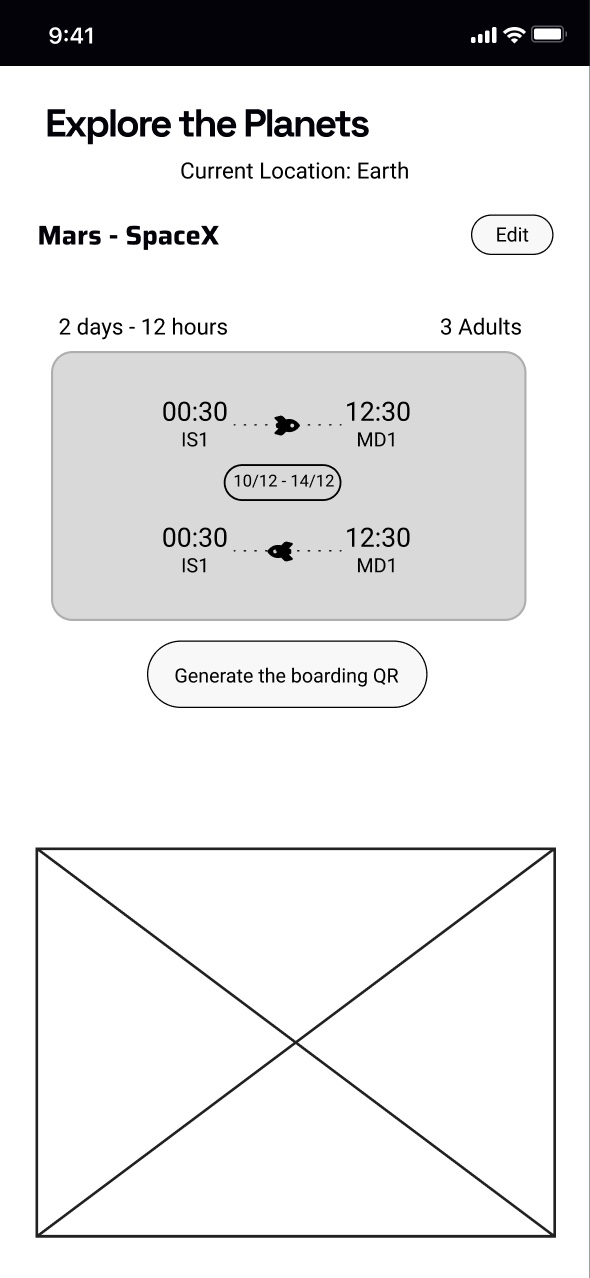 9:41
Explore the Planets
Current Location: Earth
Mars - SpaceX
Edit
2 days - 12 hours
3 Adults
00:30
12:30
IS1
MD1
10/12 - 14/12
00:30
12:30
IS1
MD1
Generate the boarding QR